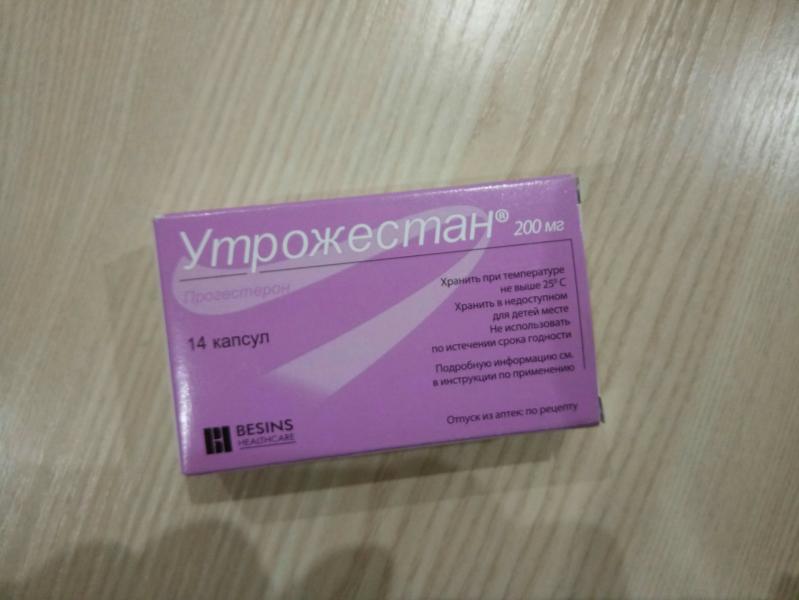 Утрожестан® 200 мг
Прогестерон
14 капсул
Хранить при температуре
не выше 25⁰ С
Хранить в недоступном
для детей месте
Не использовать
по истечении срока годности
Подробную информацию см.
в инструкции по применению
Отпуск из аптек: по рецепту
BESINS
HEALTHCARE